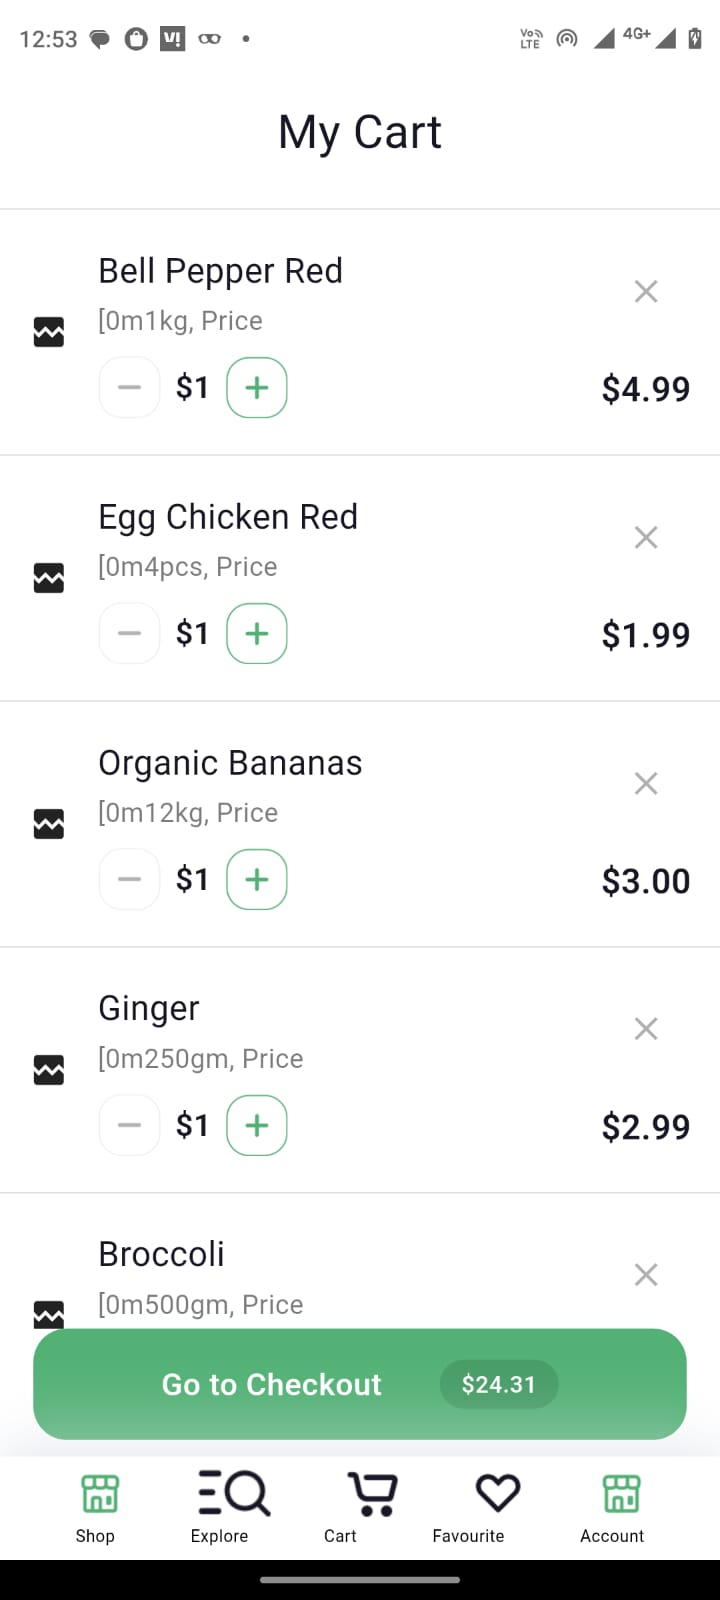 12:53
Vo LTE
4G+
My Cart
Bell Pepper Red
[0m1kg, Price
$1
$4.99
Egg Chicken Red
[0m4pcs, Price
$1
$1.99
Organic Bananas
[0m12kg, Price
$1
$3.00
Ginger
[0m250gm, Price
$1
$2.99
Broccoli
[0m500gm, Price
Go to Checkout $24.31
Shop Explore Cart Favourite Account